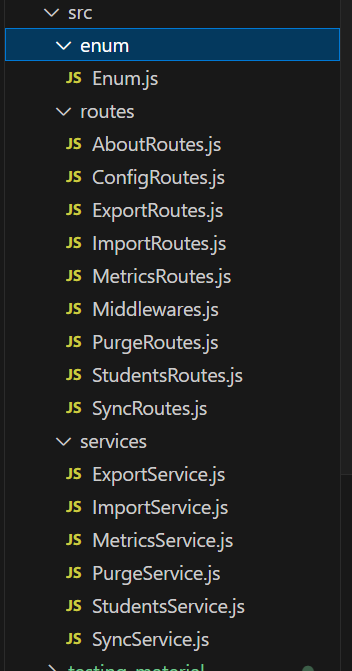 src
enum
JS Enum.js
routes
JS AboutRoutes.js
JS ConfigRoutes.js
JS ExportRoutes.js
JS ImportRoutes.js
JS MetricsRoutes.js
JS Middlewares.js
JS PurgeRoutes.js
JS StudentsRoutes.js
JS SyncRoutes.js
services
JS ExportService.js
JS ImportService.js
JS MetricsService.js
JS PurgeService.js
JS StudentsService.js
JS SyncService.js
testing_material